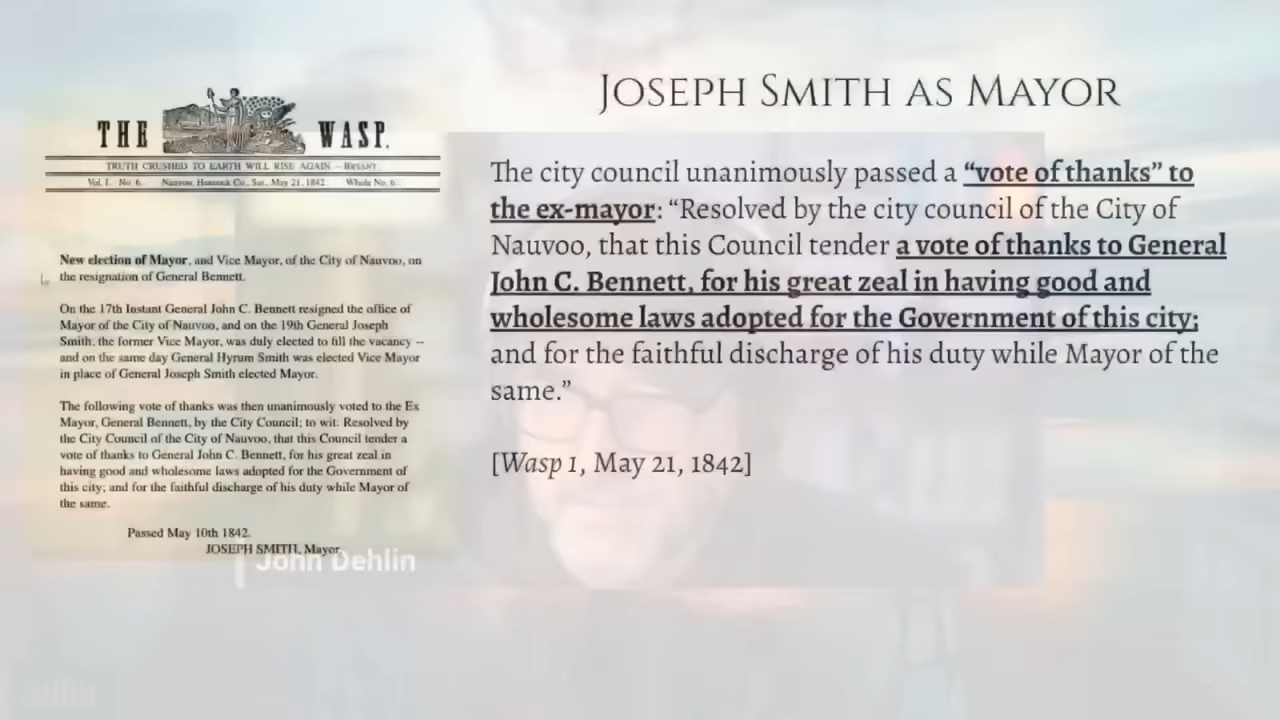 JOSEPH SMITH AS MAYOR
THE WASP.
TRUTH CRUSHED TO EARTH WILL RISE AGAIN — BRYANT
Vol. 1. No. 6. Nauvoo, Hancock Co., Sat., May 21, 1842. Whole No. 6.
New election of Mayor, and Vice Mayor, of the City of Nauvoo, on
the resignation of General Bennett.
On the 17th Instant General John C. Bennett resigned the office of
Mayor of the City of Nauvoo, and on the 19th General Joseph
Smith, the former Vice Mayor, was duly elected to fill the vacancy --
and on the same day General Hyrum Smith was elected Vice Mayor
in place of General Joseph Smith elected Mayor.
The following vote of thanks was then unanimously voted to the Ex
Mayor, General Bennett, by the City Council; to wit: Resolved by
the City Council of the City of Nauvoo, that this Council tender a
vote of thanks to General John C. Bennett, for his great zeal in
having good and wholesome laws adopted for the Government of
this city; and for the faithful discharge of his duty while Mayor of
the same.
Passed May 10th 1842.
JOSEPH SMITH, Mayor
John Dehlin
The city council unanimously passed a “vote of thanks” to
the ex-mayor: “Resolved by the city council of the City of
Nauvoo, that this Council tender a vote of thanks to General
John C. Bennett, for his great zeal in having good and
wholesome laws adopted for the Government of this city;
and for the faithful discharge of his duty while Mayor of the
same.”
[Wasp 1, May 21, 1842]